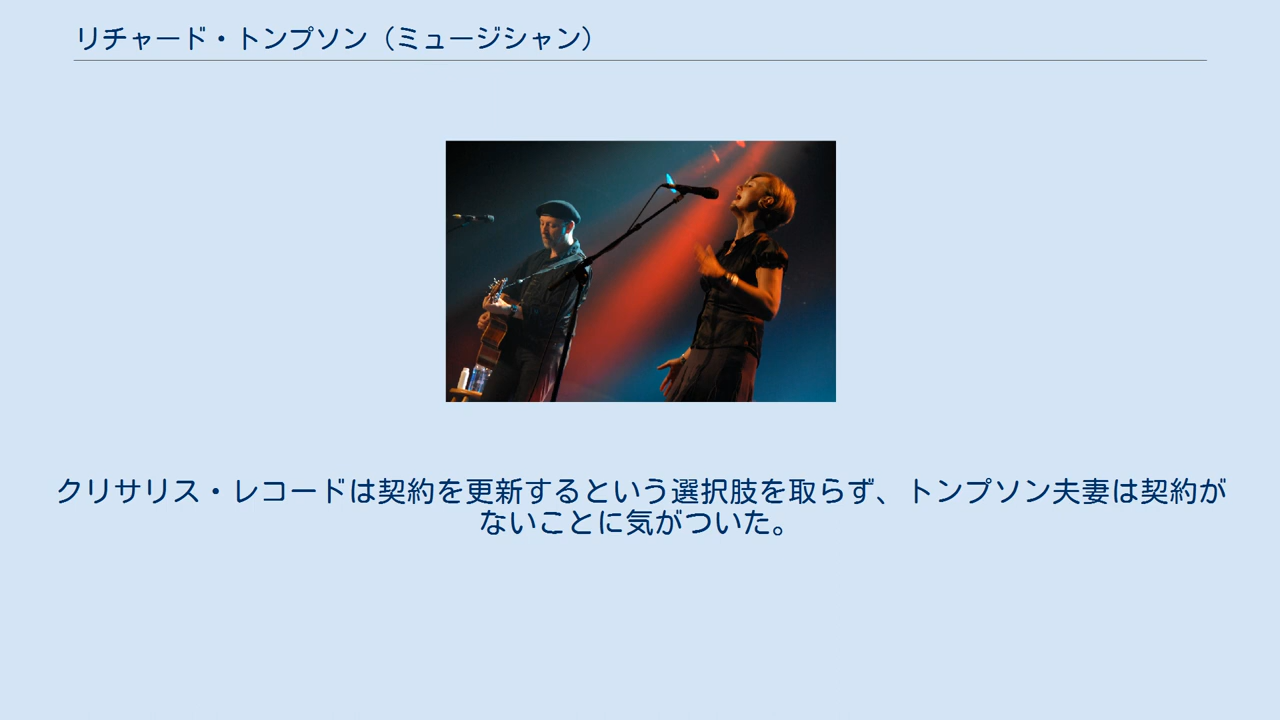 リチャード・トンプソン（ミュージシャン）
クリサリス・レコードは契約を更新するという選択肢を取らず、トンプソン夫妻は契約が
ないことに気がついた。